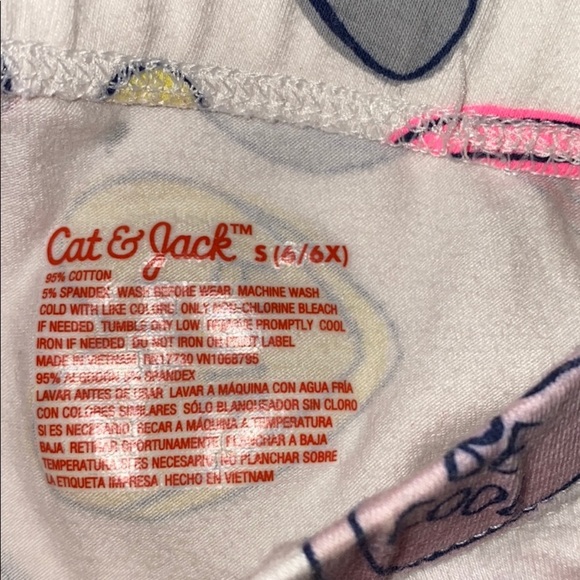 Cat & Jack™ S (6/6X)
95% COTTON
5% SPANDEX WASH BEFORE WEAR MACHINE WASH
COLD WITH LIKE COLORS ONLY NON-CHLORINE BLEACH
IF NEEDED TUMBLE DRY LOW REMOVE PROMPTLY COOL
IRON IF NEEDED DO NOT IRON ON PRINT LABEL
MADE IN VIETNAM RN17730 VN1068795
95% ALGODÓN 5% SPANDEX
LAVAR ANTES DE USAR LAVAR A MÁQUINA CON AGUA FRÍA
CON COLORES SIMILARES SÓLO BLANQUEADOR SIN CLORO
SI ES NECESARIO SECAR A MÁQUINA A TEMPERATURA
BAJA RETIRAR OPORTUNAMENTE PLANCHAR A BAJA
TEMPERATURA SI ES NECESARIO NO PLANCHAR SOBRE
LA ETIQUETA IMPRESA HECHO EN VIETNAM